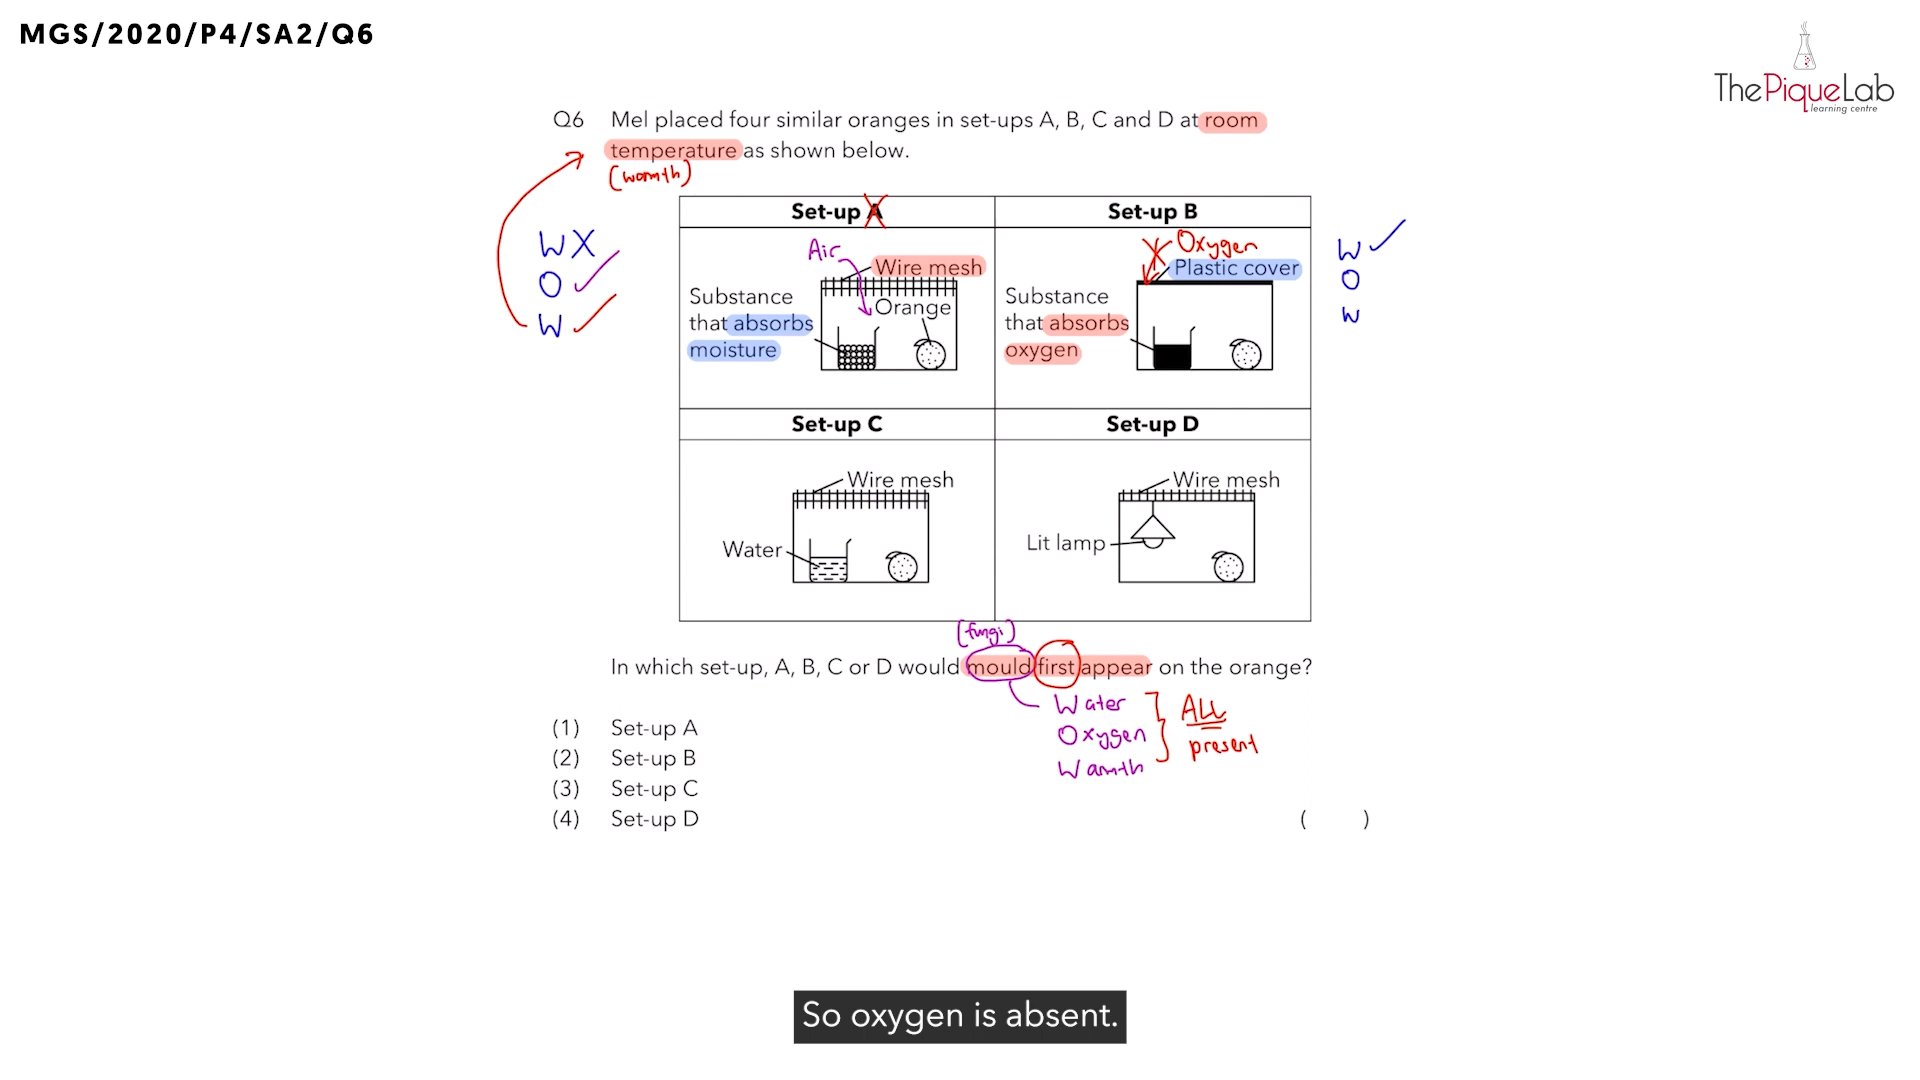 MGS/2020/P4/SA2/Q6
ThePiqueLab
learning centre
Q6 Mel placed four similar oranges in set-ups A, B, C and D at room
temperature as shown below.
(warmth)
Set-up A
Set-up B
W X
O
W
Air
Wire mesh
Substance
that absorbs
moisture
Orange
X Oxygen
Plastic cover
Substance
that absorbs
oxygen
W
O
W
Set-up C
Set-up D
Wire mesh
Water
Wire mesh
Lit lamp
(fungi)
In which set-up, A, B, C or D would mould first appear on the orange?
Water
Oxygen
Warmth
ALL
present
(1) Set-up A
(2) Set-up B
(3) Set-up C
(4) Set-up D
( )
So oxygen is absent.